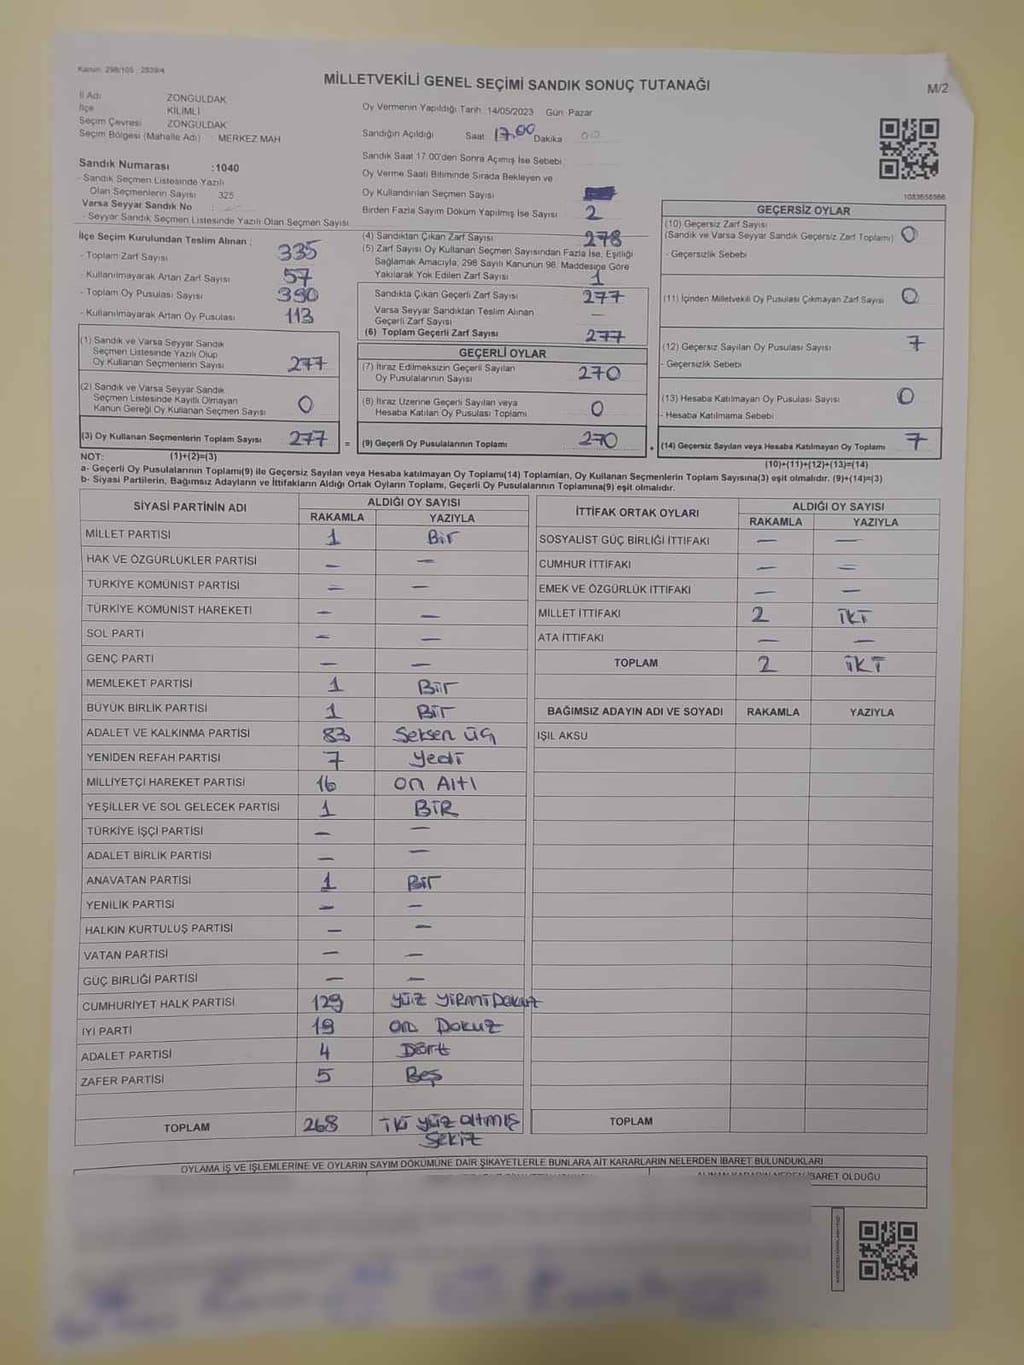 Kanun: 298/105 : 2839/4
MİLLETVEKİLİ GENEL SEÇİMİ SANDIK SONUÇ TUTANAĞI
M/2
İl Adı ZONGULDAK
İlçe KİLİMLİ
Seçim Çevresi ZONGULDAK
Seçim Bölgesi (Mahalle Adı) : MERKEZ MAH
Oy Vermenin Yapıldığı Tarih 14/05/2023 Gün Pazar
Sandığın Açıldığı Saat 17.00 Dakika 00
Sandık Saat 17.00'den Sonra Açımış İse Sebebi
Oy Verme Saati Bitiminde Sırada Bekleyen ve
Oy Kullandırılan Seçmen Sayısı
Birden Fazla Sayım Döküm Yapılmış İse Sayısı 2
Sandık Numarası :1040
- Sandık Seçmen Listesinde Yazılı
Olan Seçmenlerin Sayısı 325
Varsa Seyyar Sandık No :
- Seyyar Sandık Seçmen Listesinde Yazılı Olan Seçmen Sayısı
İlçe Seçim Kurulundan Teslim Alınan :
- Toplam Zarf Sayısı 335
- Kullanılmayarak Artan Zarf Sayısı 57
- Toplam Oy Pusulası Sayısı 390
- Kullanılmayarak Artan Oy Pusulası 113
(1) Sandık ve Varsa Seyyar Sandık
Seçmen Listesinde Yazılı Olup
Oy Kullanan Seçmenlerin Sayısı 277
(2) Sandık ve Varsa Seyyar Sandık
Seçmen Listesinde Kayıtlı Olmayan
Kanun Gereği Oy Kullanan Seçmen Sayısı 0
(3) Oy Kullanan Seçmenlerin Toplam Sayısı 277 =
(4) Sandıktan Çıkan Zarf Sayısı 278
(5) Zarf Sayısı Oy Kullanan Seçmen Sayısından Fazla İse, Eşitliği
Sağlamak Amacıyla, 298 Sayılı Kanunun 98. Maddesine Göre
Yakılarak Yok Edilen Zarf Sayısı 1
Sandıkta Çıkan Geçerli Zarf Sayısı 277
Varsa Seyyar Sandıktan Teslim Alınan
Geçerli Zarf Sayısı —
(6) Toplam Geçerli Zarf Sayısı 277
GEÇERLİ OYLAR
(7) İtiraz Edilmeksizin Geçerli Sayılan
Oy Pusulalarının Sayısı 270
(8) İtiraz Üzerine Geçerli Sayılan veya
Hesaba Katılan Oy Pusulası Toplamı 0
(9) Geçerli Oy Pusulalarının Toplamı 270
1083658566
GEÇERSİZ OYLAR
(10) Geçersiz Zarf Sayısı
(Sandık ve Varsa Seyyar Sandık Geçersiz Zarf Toplamı) 0
- Geçersizlik Sebebi
(11) İçinden Milletvekili Oy Pusulası Çıkmayan Zarf Sayısı 0
(12) Geçersiz Sayılan Oy Pusulası Sayısı 7
- Geçersizlik Sebebi
(13) Hesaba Katılmayan Oy Pusulası Sayısı 0
- Hesaba Katılmama Sebebi
(14) Geçersiz Sayılan veya Hesaba Katılmayan Oy Toplamı 7
NOT: (1)+(2)=(3)
(10)+(11)+(12)+(13)=(14)
a- Geçerli Oy Pusulalarının Toplamı(9) ile Geçersiz Sayılan veya Hesaba katılmayan Oy Toplamı(14) Toplamları, Oy Kullanan Seçmenlerin Toplam Sayısına(3) eşit olmalıdır. (9)+(14)=(3)
b- Siyasi Partilerin, Bağımsız Adayların ve İttifakların Aldığı Ortak Oyların Toplamı, Geçerli Oy Pusulalarının Toplamına(9) eşit olmalıdır.
SİYASİ PARTİNİN ADI ALDIĞI OY SAYISI
RAKAMLA YAZIYLA
MİLLET PARTİSİ 1 Bir
HAK VE ÖZGÜRLÜKLER PARTİSİ — —
TÜRKİYE KOMÜNİST PARTİSİ — —
TÜRKİYE KOMÜNİST HAREKETİ — —
SOL PARTİ — —
GENÇ PARTİ — —
MEMLEKET PARTİSİ 1 Bir
BÜYÜK BİRLİK PARTİSİ 1 Bir
ADALET VE KALKINMA PARTİSİ 83 Seksen üç
YENİDEN REFAH PARTİSİ 7 yedi
MİLLİYETÇİ HAREKET PARTİSİ 16 on Altı
YEŞİLLER VE SOL GELECEK PARTİSİ 1 BİR
TÜRKİYE İŞÇİ PARTİSİ — —
ADALET BİRLİK PARTİSİ — —
ANAVATAN PARTİSİ 1 Bir
YENİLİK PARTİSİ — —
HALKIN KURTULUŞ PARTİSİ — —
VATAN PARTİSİ — —
GÜÇ BİRLİĞİ PARTİSİ — —
CUMHURİYET HALK PARTİSİ 129 yüz yirmi Dokuz
İYİ PARTİ 19 on Dokuz
ADALET PARTİSİ 4 Dört
ZAFER PARTİSİ 5 Beş
TOPLAM 268 iki yüz altmış
sekiz
İTTİFAK ORTAK OYLARI ALDIĞI OY SAYISI
RAKAMLA YAZIYLA
SOSYALİST GÜÇ BİRLİĞİ İTTİFAKI — —
CUMHUR İTTİFAKI — —
EMEK VE ÖZGÜRLÜK İTTİFAKI — —
MİLLET İTTİFAKI 2 İKİ
ATA İTTİFAKI — —
TOPLAM 2 İKİ
BAĞIMSIZ ADAYIN ADI VE SOYADI RAKAMLA YAZIYLA
IŞIL AKSU
TOPLAM
OYLAMA İŞ VE İŞLEMLERİNE VE OYLARIN SAYIM DÖKÜMÜNE DAİR ŞİKAYETLERLE BUNLARA AİT KARARLARIN NELERDEN İBARET BULUNDUKLARI
İBARET OLDUĞU